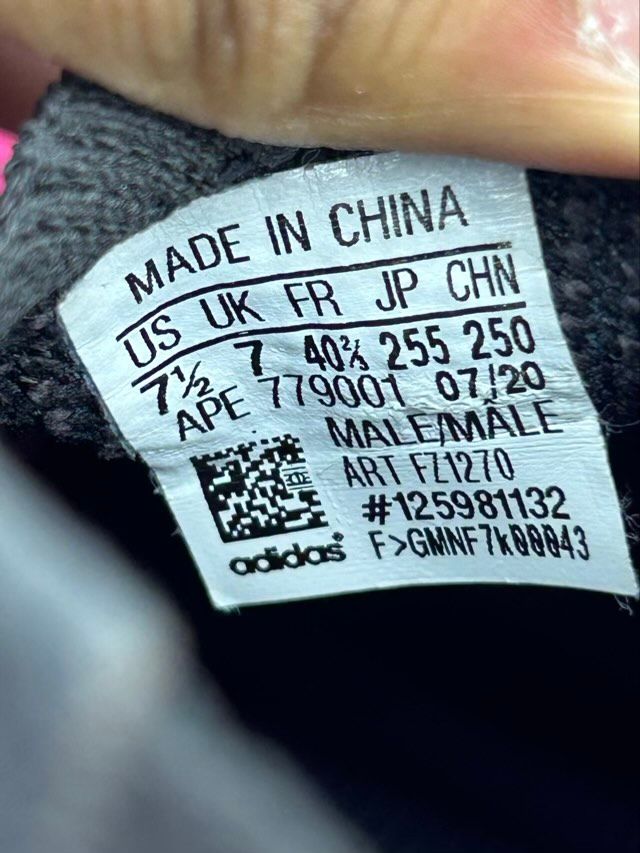 MADE IN CHINA
US UK FR JP CHN
7½ 7 40⅔ 255 250
APE 779001 07/20
MALE/MÂLE
ART FZ1270
#125981132
F>GMNF7K00043
adidas®